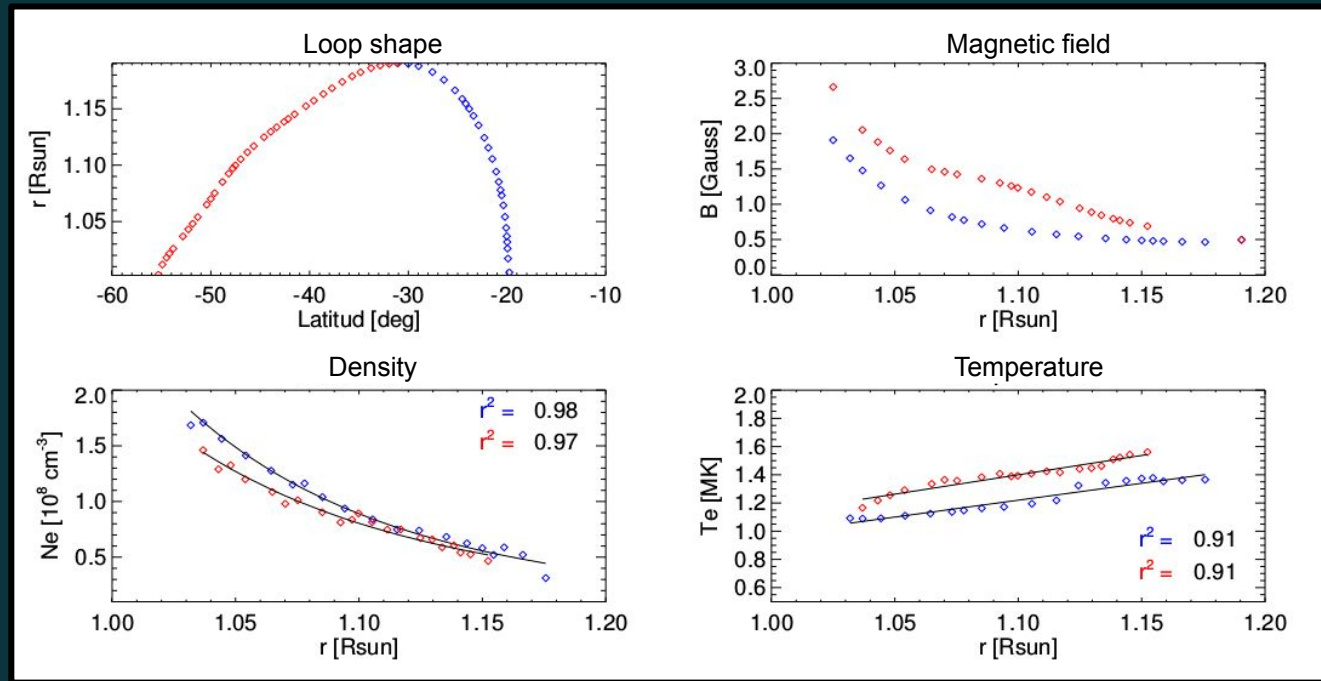 Loop shape
r [Rsun]
1.15
1.10
1.05
-60 -50 -40 -30 -20 -10
Latitud [deg]
Magnetic field
B [Gauss]
3.0
2.5
2.0
1.5
1.0
0.5
0.0
1.00 1.05 1.10 1.15 1.20
r [Rsun]
Density
Ne [10⁸ cm⁻³]
2.0
1.5
1.0
0.5
r² = 0.98
r² = 0.97
1.00 1.05 1.10 1.15 1.20
r [Rsun]
Temperature
Te [MK]
2.0
1.8
1.6
1.4
1.2
1.0
0.8
0.6
r² = 0.91
r² = 0.91
1.00 1.05 1.10 1.15 1.20
r [Rsun]